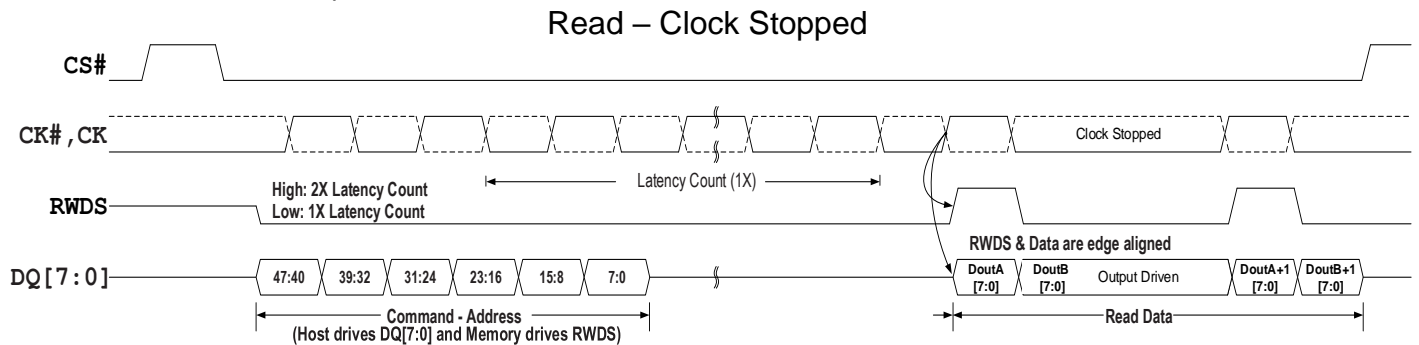 Read – Clock Stopped
CS#
CK#,CK
Clock Stopped
Latency Count (1X)
High: 2X Latency Count
Low: 1X Latency Count
RWDS
RWDS & Data are edge aligned
DQ[7:0]
47:40 39:32 31:24 23:16 15:8 7:0
DoutA
[7:0]
DoutB
[7:0]
Output Driven
DoutA+1
[7:0]
DoutB+1
[7:0]
Command - Address
(Host drives DQ[7:0] and Memory drives RWDS)
Read Data